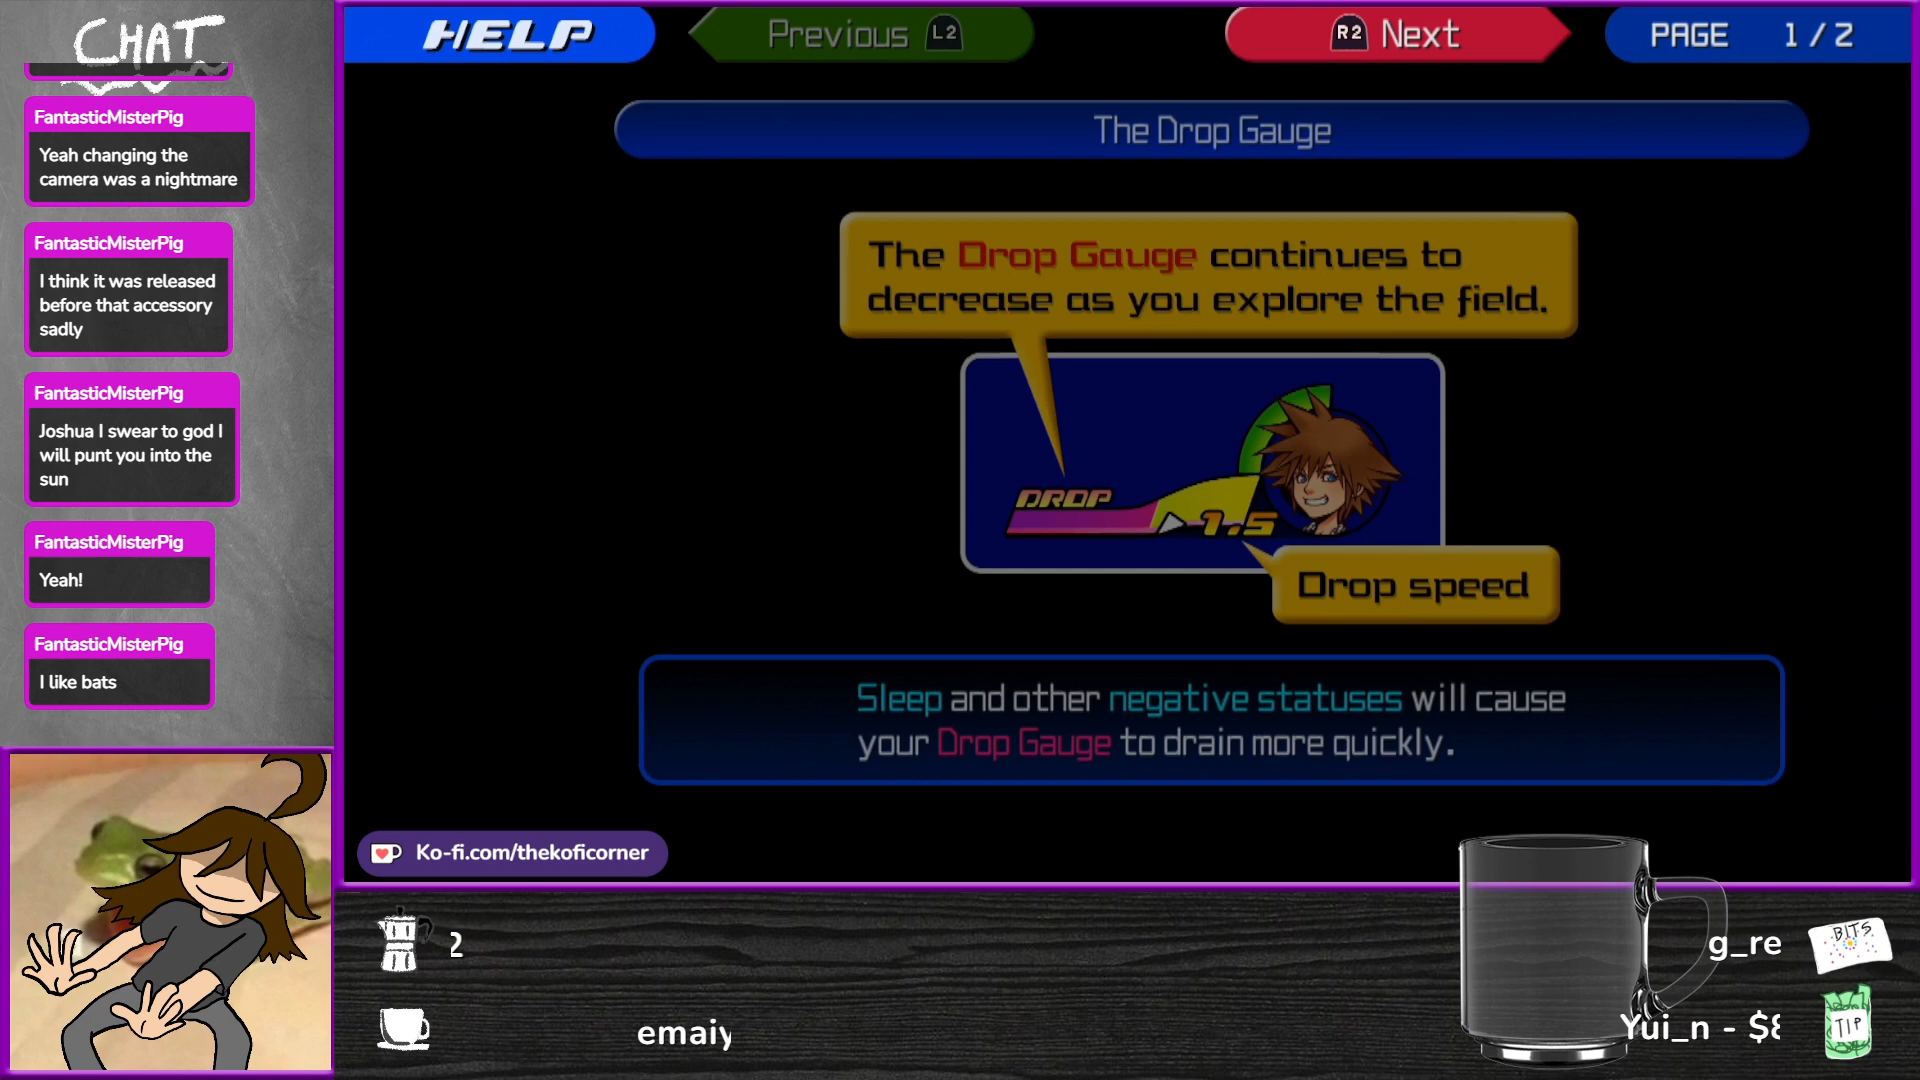 CHAT
FantasticMisterPig
Yeah changing the
camera was a nightmare
FantasticMisterPig
I think it was released
before that accessory
sadly
FantasticMisterPig
Joshua I swear to god I
will punt you into the
sun
FantasticMisterPig
Yeah!
FantasticMisterPig
I like bats
HELP
Previous L2
R2 Next
PAGE 1 / 2
The Drop Gauge
The Drop Gauge continues to
decrease as you explore the field.
DROP
1.5
Drop speed
Sleep and other negative statuses will cause
your Drop Gauge to drain more quickly.
Ko-fi.com/thekoficorner
2
emaiy
g_re
BITS
Yui_n - $8
TIP